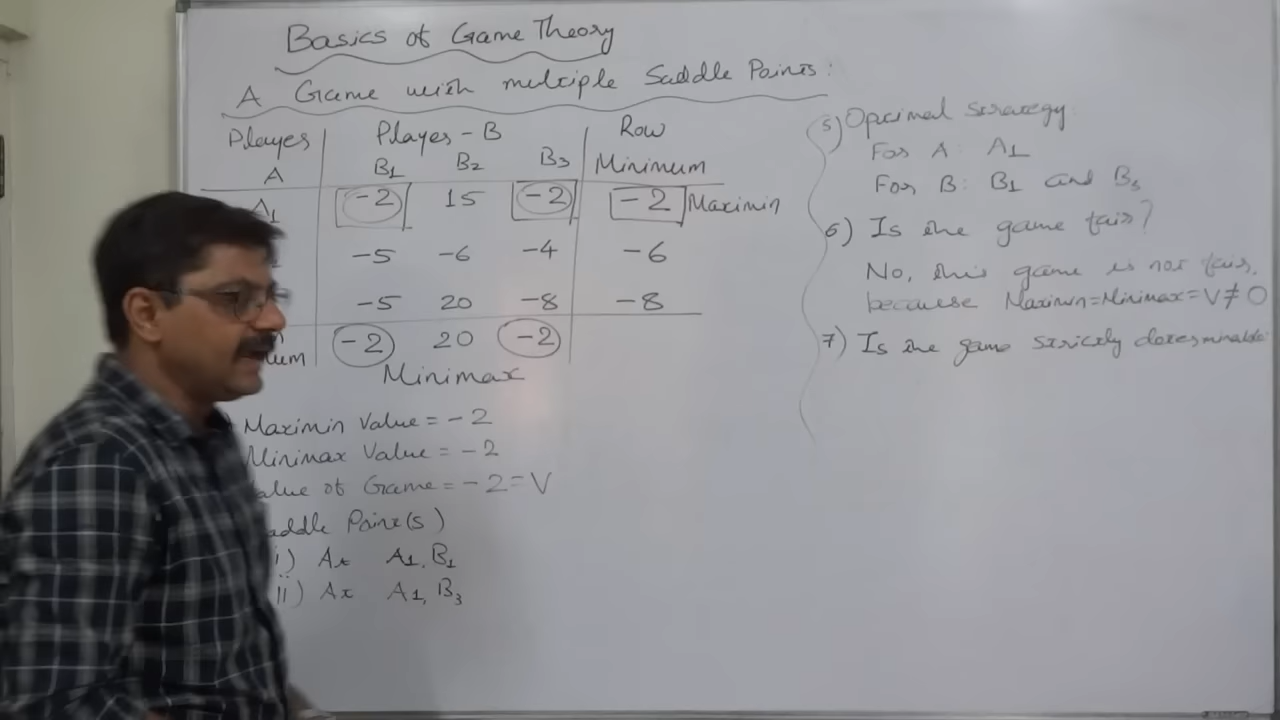 Basics of Game Theory
A Game with multiple Saddle Points:
Player Player-B Row
A B1 B2 B3 Minimum
A1 -2 15 -2 -2 Maximin
-5 -6 -4 -6
-5 20 -8 -8
-2 20 -2
Minimax
Maximin Value = -2
Minimax Value = -2
Value of Game = -2 = V
Saddle Point(s)
i) At A1, B1
ii) At A1, B3
5) Optimal strategy:
For A: A1
For B: B1 and B3
6) Is the game fair?
No, this game is not fair,
because Maximin=Minimax=V≠0
7) Is the game strictly determinable: